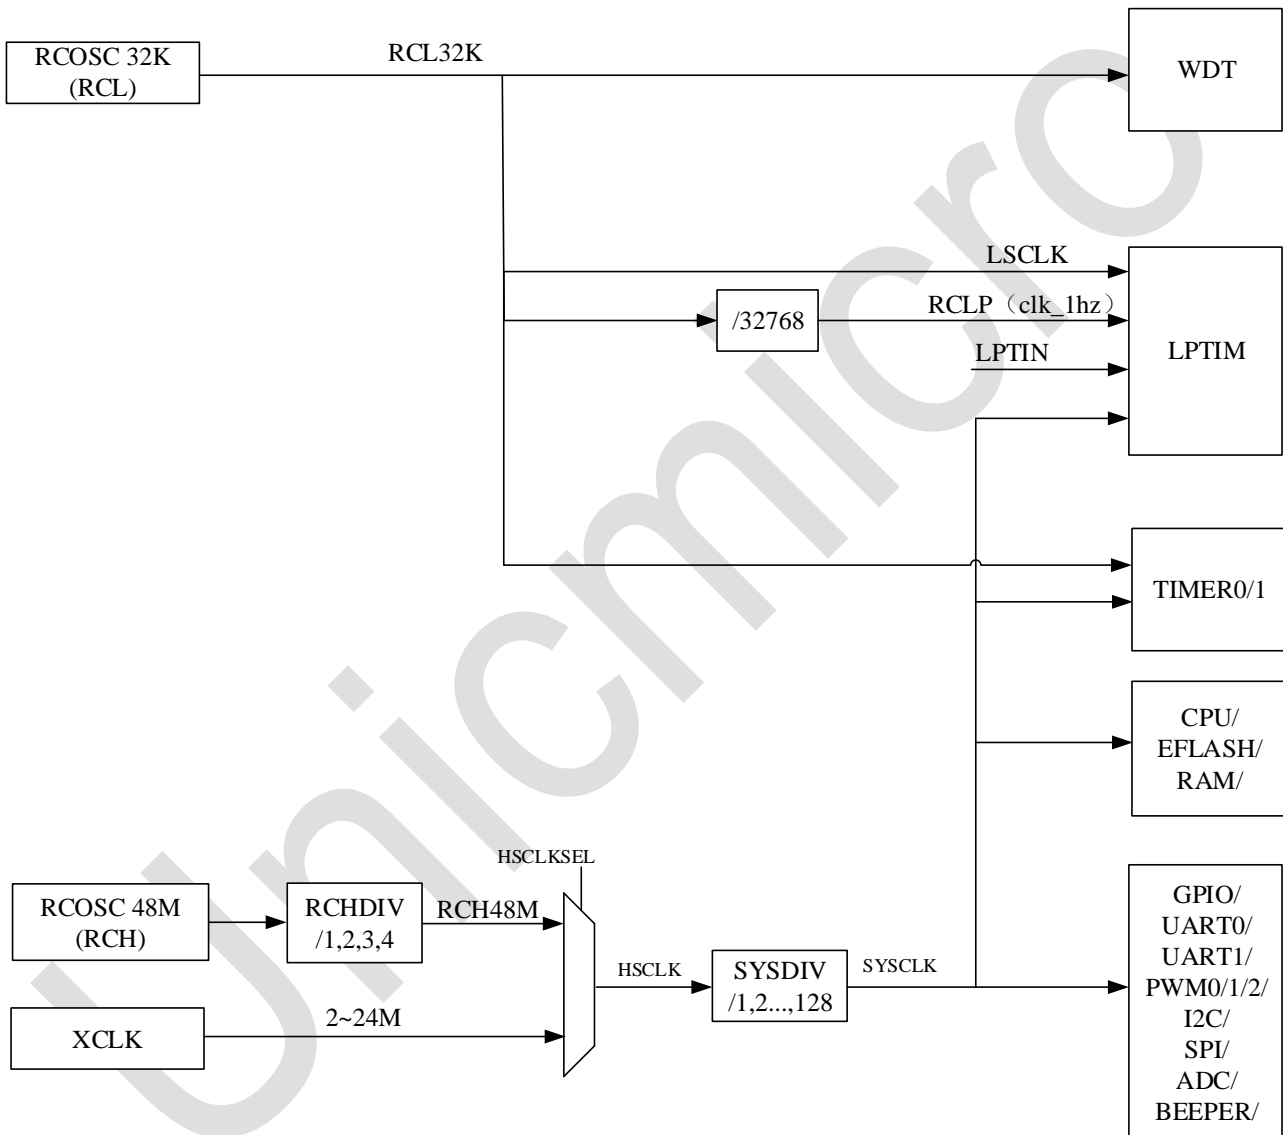 RCOSC 32K
(RCL)
RCL32K
WDT
LSCLK
/32768
RCLP（clk_1hz）
LPTIN
LPTIM
TIMER0/1
CPU/
EFLASH/
RAM/
HSCLKSEL
RCOSC 48M
(RCH)
RCHDIV
/1,2,3,4
RCH48M
XCLK
2~24M
HSCLK
SYSDIV
/1,2...,128
SYSCLK
GPIO/
UART0/
UART1/
PWM0/1/2/
I2C/
SPI/
ADC/
BEEPER/
Unicmicro